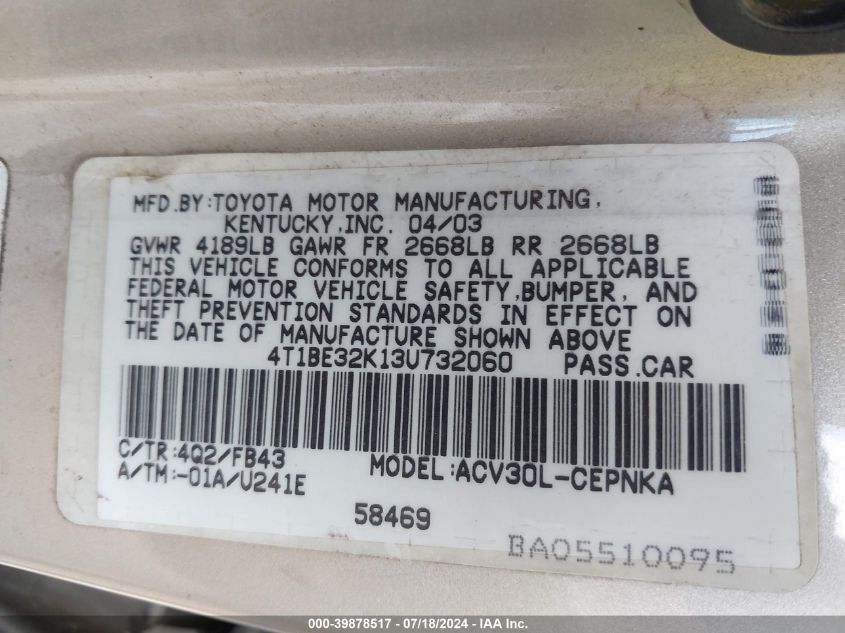 MFD.BY:TOYOTA MOTOR MANUFACTURING,
KENTUCKY,INC. 04/03
GVWR 4189LB GAWR FR 2668LB RR 2668LB
THIS VEHICLE CONFORMS TO ALL APPLICABLE
FEDERAL MOTOR VEHICLE SAFETY,BUMPER, AND
THEFT PREVENTION STANDARDS IN EFFECT ON
THE DATE OF MANUFACTURE SHOWN ABOVE
4T1BE32K13U732060 PASS.CAR
C/TR:4Q2/FB43
A/TM:-01A/U241E
MODEL:ACV30L-CEPNKA
58469
BA05510095
000-39878517 - 07/18/2024 - IAA Inc.